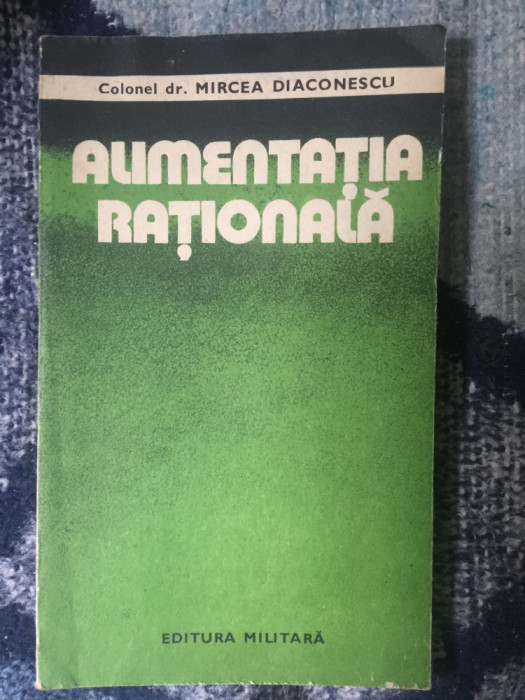 Colonel dr. MIRCEA DIACONESCU
ALIMENTAȚIA
RAȚIONALĂ
EDITURA MILITARĂ